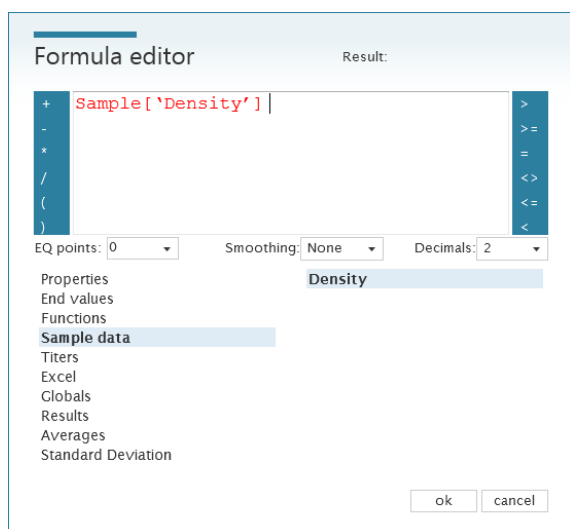 Formula editor
Result:
+
-
*
/
(
)
Sample[‘Density’]
>
>=
=
<>
<=
<
EQ points: 0 Smoothing: None Decimals: 2
Properties
End values
Functions
Sample data
Titers
Excel
Globals
Results
Averages
Standard Deviation
Density
ok cancel